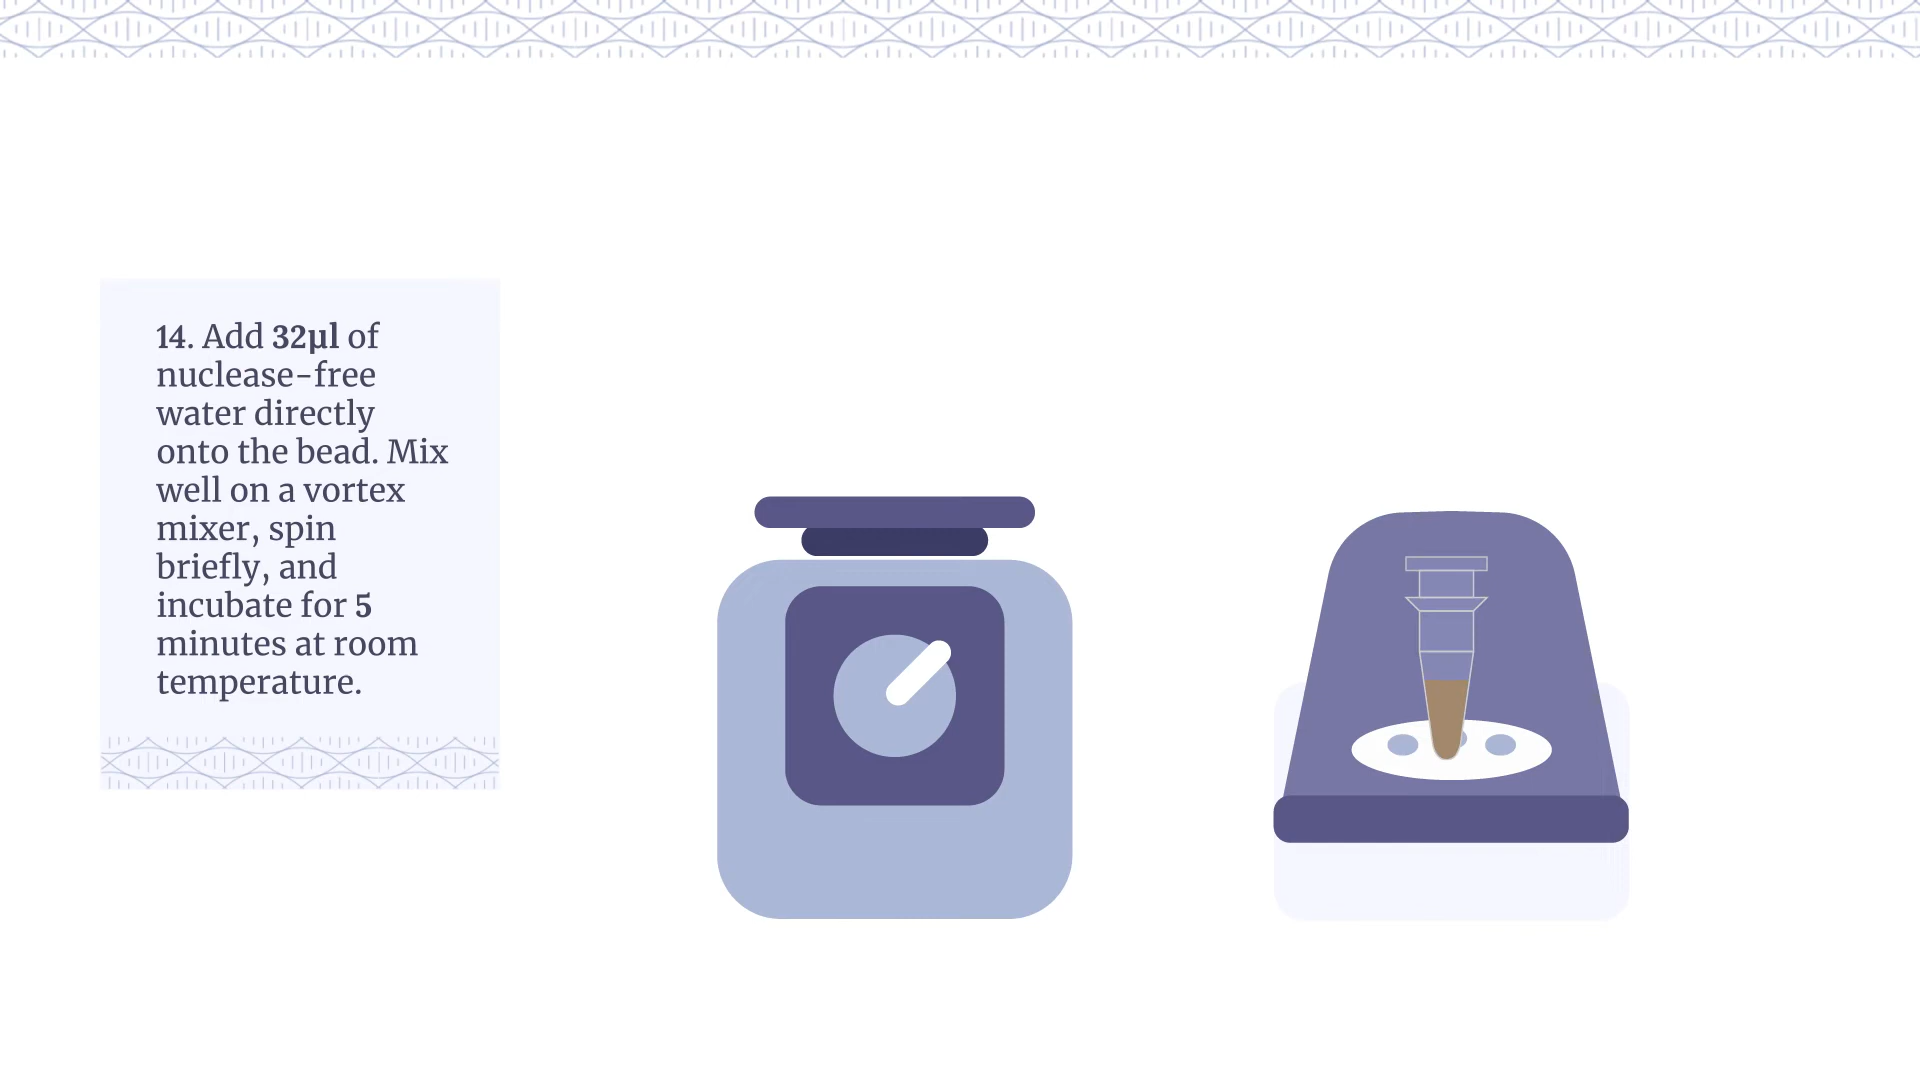 14. Add 32µl of
nuclease-free
water directly
onto the bead. Mix
well on a vortex
mixer, spin
briefly, and
incubate for 5
minutes at room
temperature.